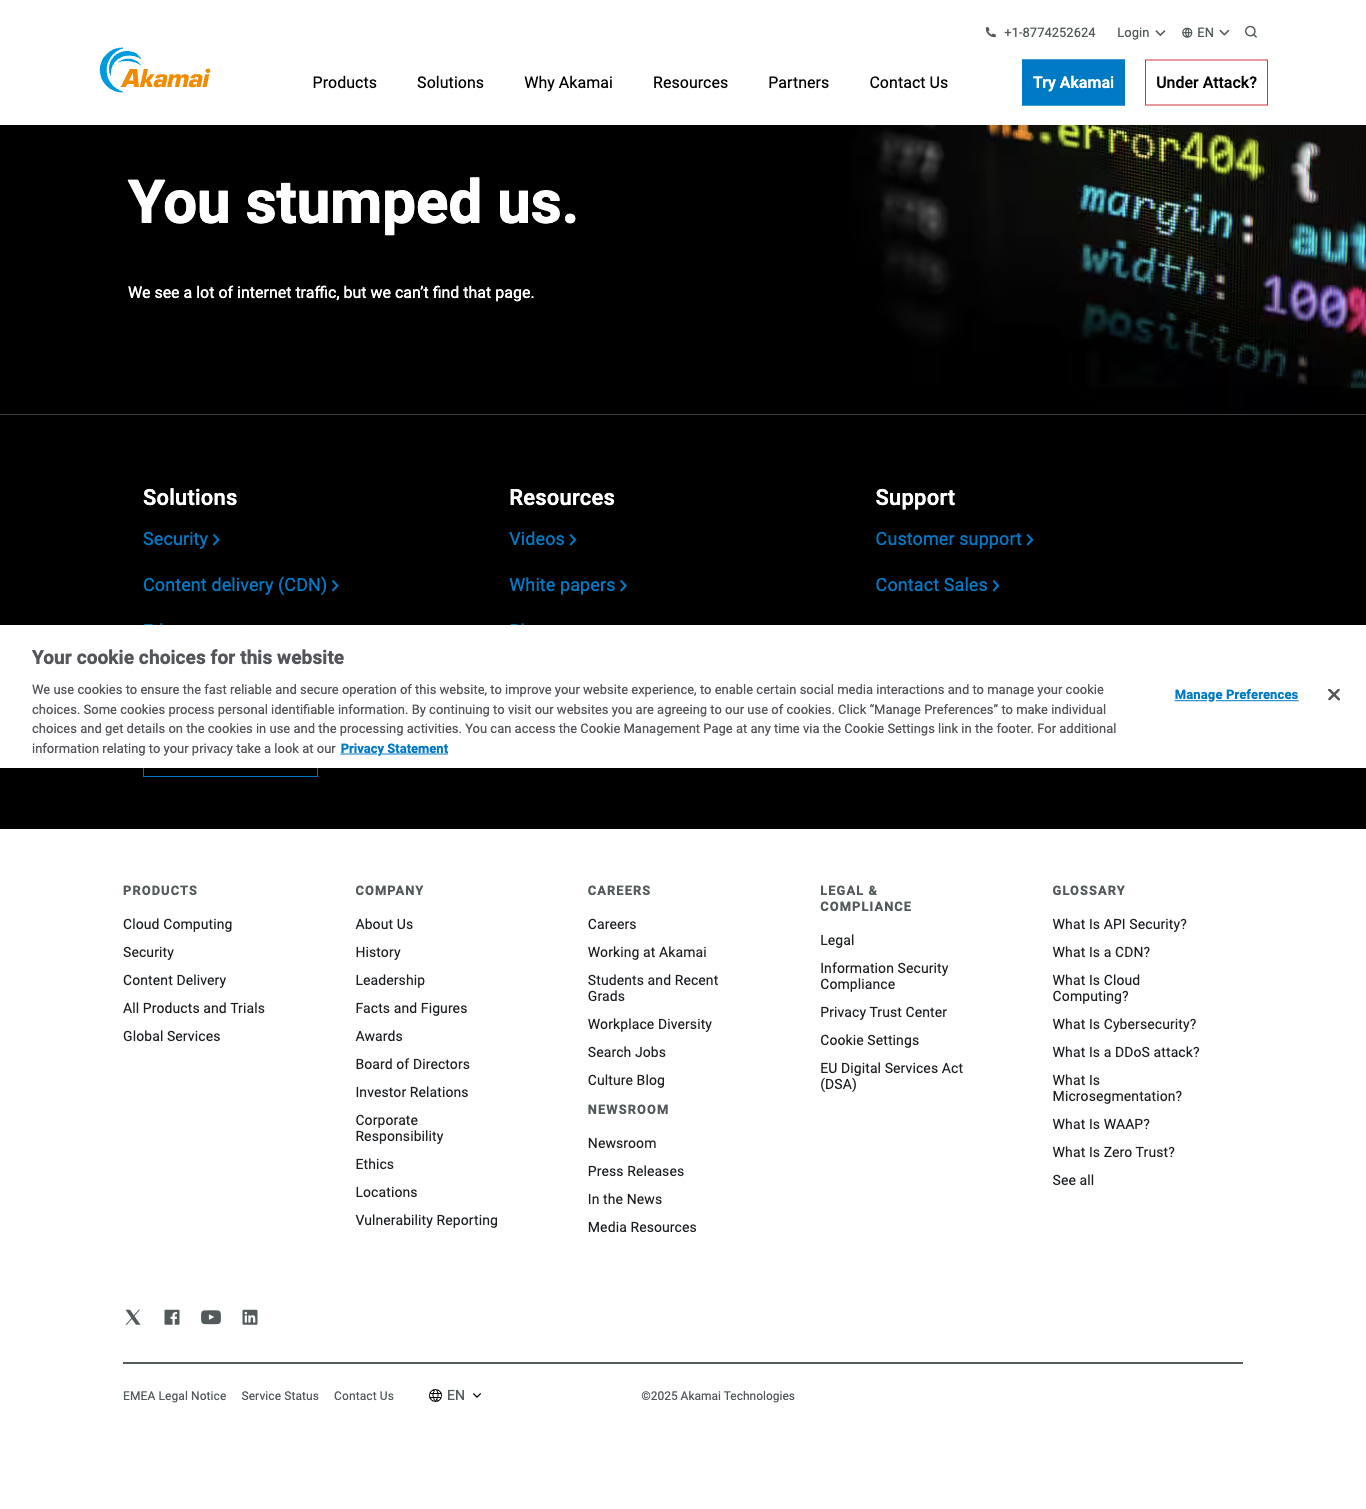 +1-8774252624 Login EN
Akamai
Products Solutions Why Akamai Resources Partners Contact Us Try Akamai Under Attack?
You stumped us.
We see a lot of internet traffic, but we can’t find that page.
.error404 {
margin: aut
width: 100%
position:
Solutions
Security
Content delivery (CDN)
Resources
Videos
White papers
Support
Customer support
Contact Sales
Your cookie choices for this website
We use cookies to ensure the fast reliable and secure operation of this website, to improve your website experience, to enable certain social media interactions and to manage your cookie
choices. Some cookies process personal identifiable information. By continuing to visit our websites you are agreeing to our use of cookies. Click “Manage Preferences” to make individual
choices and get details on the cookies in use and the processing activities. You can access the Cookie Management Page at any time via the Cookie Settings link in the footer. For additional
information relating to your privacy take a look at our Privacy Statement
Manage Preferences
PRODUCTS
Cloud Computing
Security
Content Delivery
All Products and Trials
Global Services
COMPANY
About Us
History
Leadership
Facts and Figures
Awards
Board of Directors
Investor Relations
Corporate
Responsibility
Ethics
Locations
Vulnerability Reporting
CAREERS
Careers
Working at Akamai
Students and Recent
Grads
Workplace Diversity
Search Jobs
Culture Blog
NEWSROOM
Newsroom
Press Releases
In the News
Media Resources
LEGAL &
COMPLIANCE
Legal
Information Security
Compliance
Privacy Trust Center
Cookie Settings
EU Digital Services Act
(DSA)
GLOSSARY
What Is API Security?
What Is a CDN?
What Is Cloud
Computing?
What Is Cybersecurity?
What Is a DDoS attack?
What Is
Microsegmentation?
What Is WAAP?
What Is Zero Trust?
See all
EMEA Legal Notice Service Status Contact Us EN ©2025 Akamai Technologies